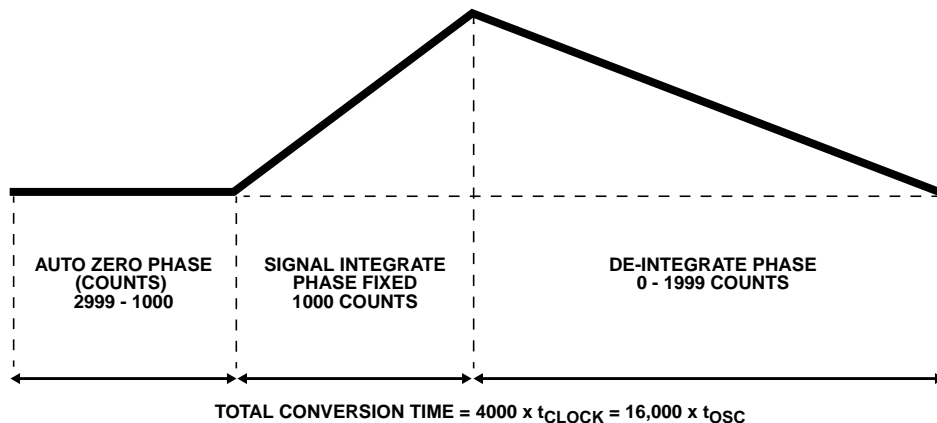 AUTO ZERO PHASE
(COUNTS)
2999 - 1000
SIGNAL INTEGRATE
PHASE FIXED
1000 COUNTS
DE-INTEGRATE PHASE
0 - 1999 COUNTS
TOTAL CONVERSION TIME = 4000 x tCLOCK = 16,000 x tOSC